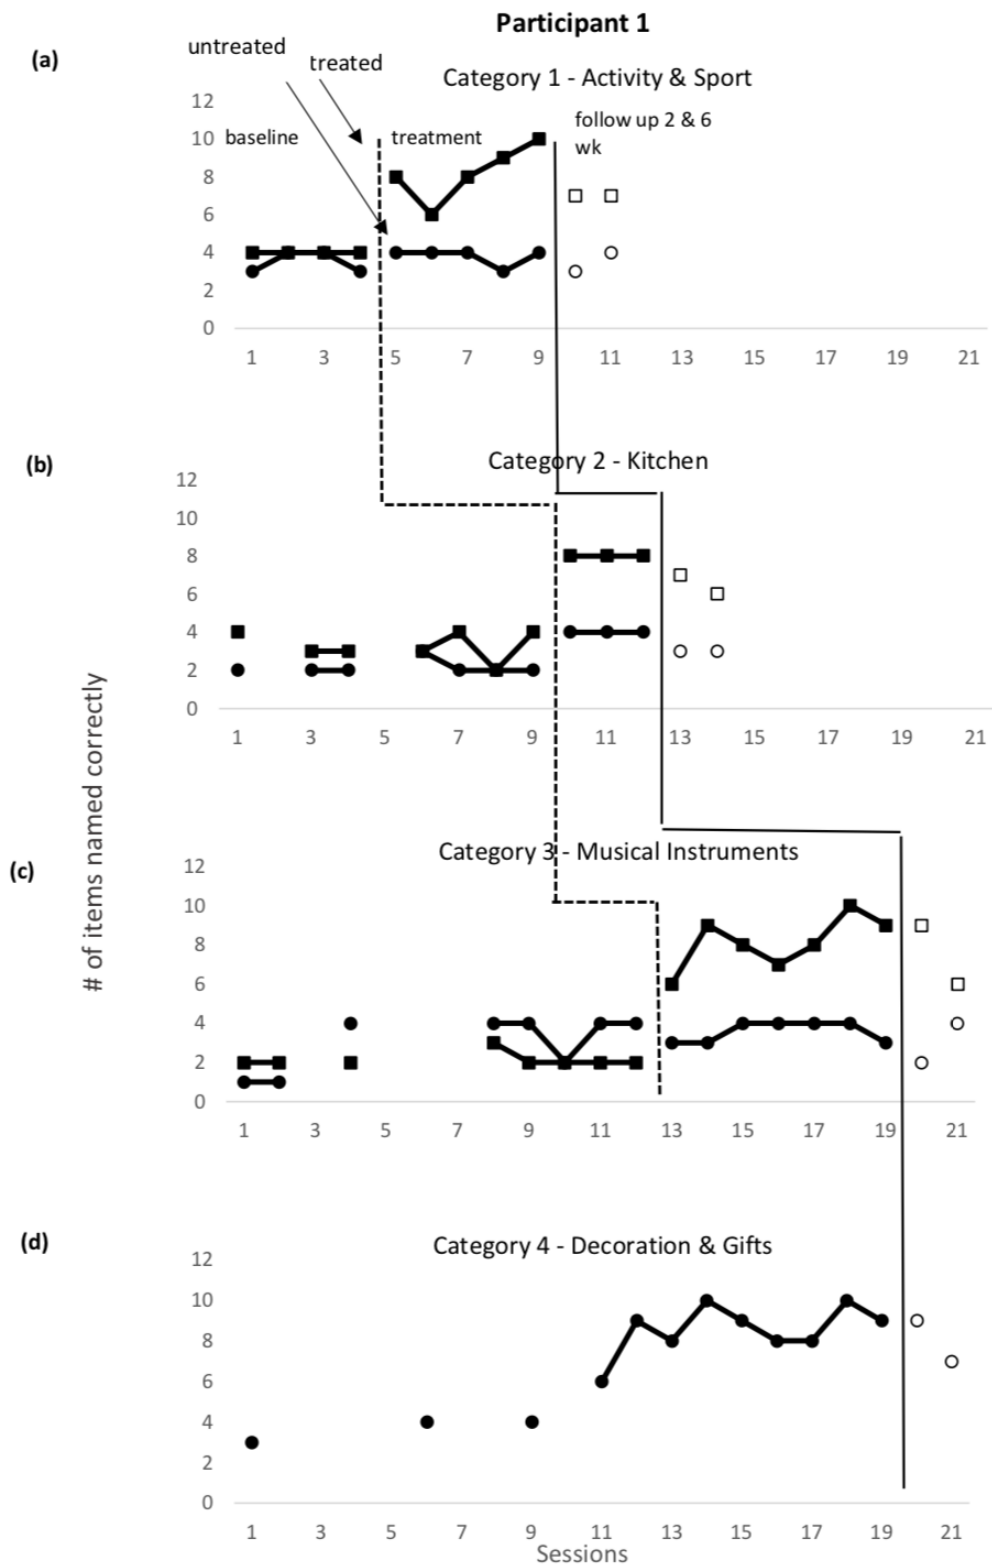 Participant 1
(a)
untreated
treated
Category 1 - Activity & Sport
12
10
8
6
4
2
0
baseline
treatment
follow up 2 & 6
wk
1 3 5 7 9 11 13 15 17 19 21
(b)
Category 2 - Kitchen
12
10
8
6
4
2
0
1 3 5 7 9 11 13 15 17 19 21
# of items named correctly
(c)
Category 3 - Musical Instruments
12
10
8
6
4
2
0
1 3 5 7 9 11 13 15 17 19 21
(d)
Category 4 - Decoration & Gifts
12
10
8
6
4
2
0
1 3 5 7 9 11 13 15 17 19 21
Sessions